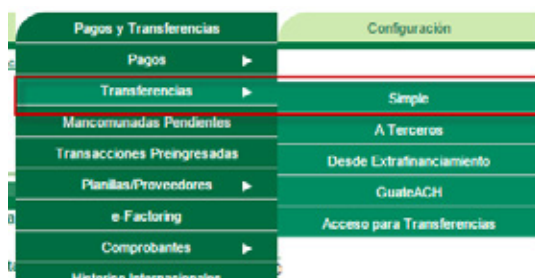 Pagos y Transferencias
Configuración
Pagos
Transferencias
Simple
Mancomunadas Pendientes
A Terceros
Transacciones Preingresadas
Desde Extrafinanciamiento
Planillas/Proveedores
GuateACH
e-Factoring
Acceso para Transferencias
Comprobantes
Internacionales